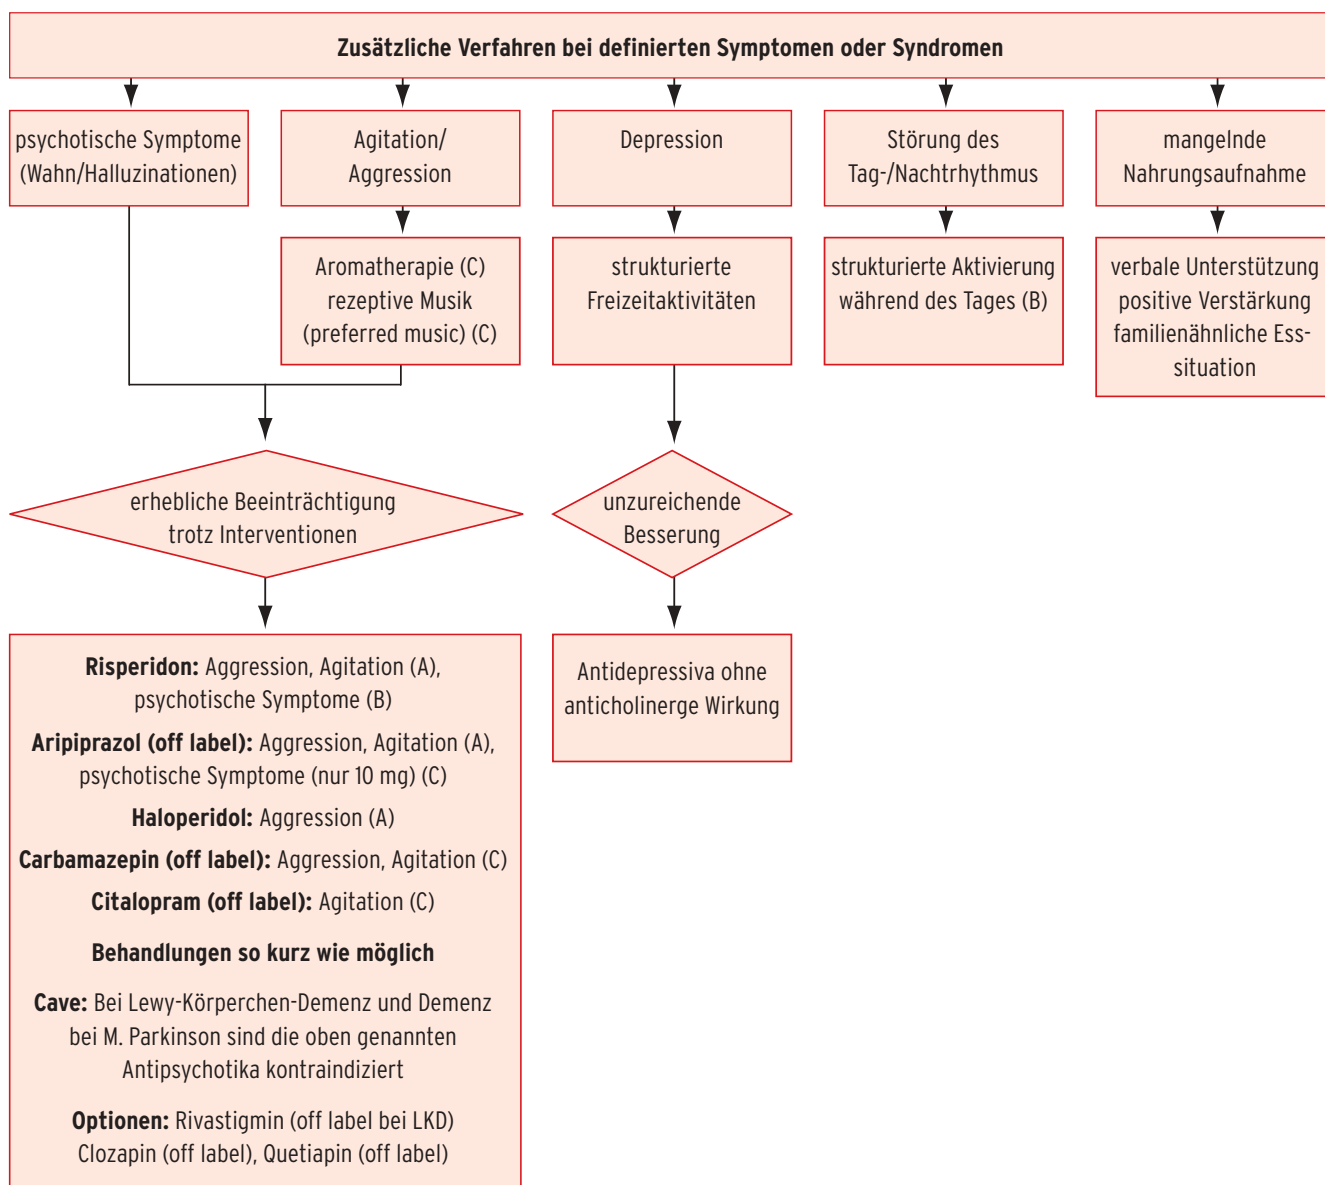 Zusätzliche Verfahren bei definierten Symptomen oder Syndromen
psychotische Symptome
(Wahn/Halluzinationen)
Agitation/
Aggression
Depression
Störung des
Tag-/Nachtrhythmus
mangelnde
Nahrungsaufnahme
Aromatherapie (C)
rezeptive Musik
(preferred music) (C)
strukturierte
Freizeitaktivitäten
strukturierte Aktivierung
während des Tages (B)
verbale Unterstützung
positive Verstärkung
familienähnliche Ess-
situation
erhebliche Beeinträchtigung
trotz Interventionen
unzureichende
Besserung
Risperidon: Aggression, Agitation (A),
psychotische Symptome (B)
Aripiprazol (off label): Aggression, Agitation (A),
psychotische Symptome (nur 10 mg) (C)
Haloperidol: Aggression (A)
Carbamazepin (off label): Aggression, Agitation (C)
Citalopram (off label): Agitation (C)
Behandlungen so kurz wie möglich
Cave: Bei Lewy-Körperchen-Demenz und Demenz
bei M. Parkinson sind die oben genannten
Antipsychotika kontraindiziert
Optionen: Rivastigmin (off label bei LKD)
Clozapin (off label), Quetiapin (off label)
Antidepressiva ohne
anticholinerge Wirkung